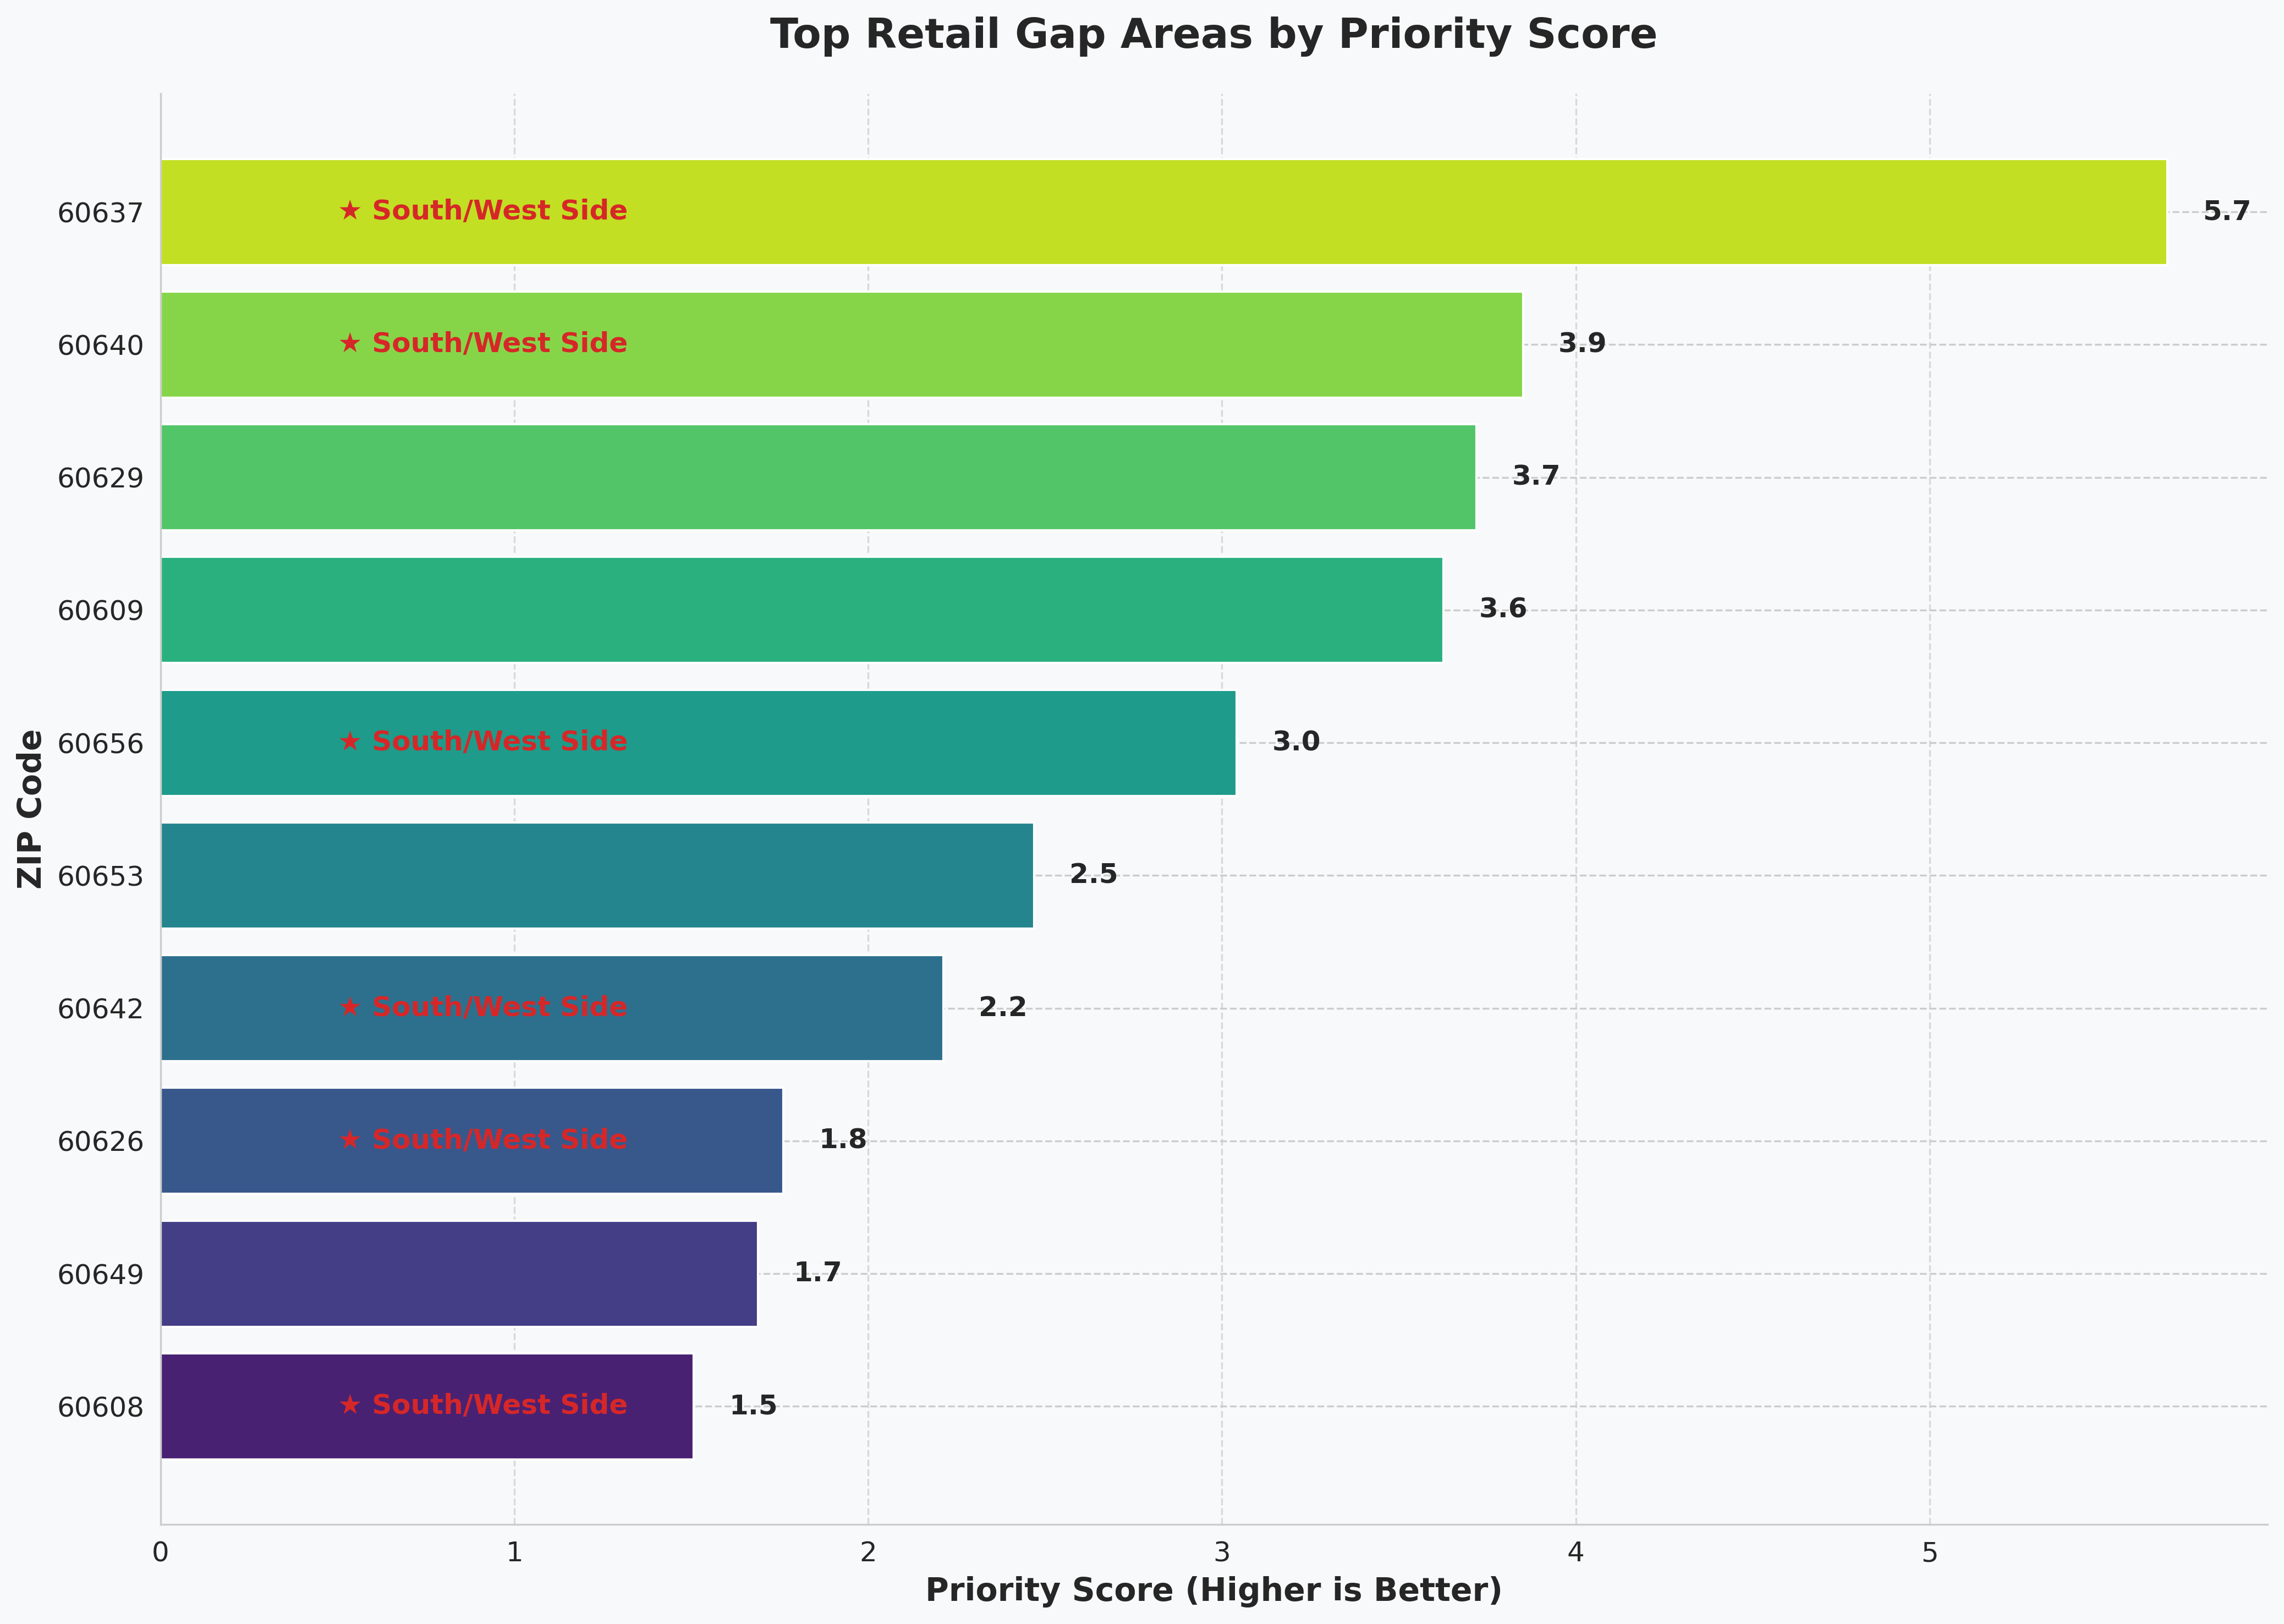 Top Retail Gap Areas by Priority Score
60637
★ South/West Side
5.7
60640
★ South/West Side
3.9
60629
3.7
60609
3.6
60656
★ South/West Side
3.0
60653
2.5
60642
★ South/West Side
2.2
60626
★ South/West Side
1.8
60649
1.7
60608
★ South/West Side
1.5
ZIP Code
0 1 2 3 4 5
Priority Score (Higher is Better)